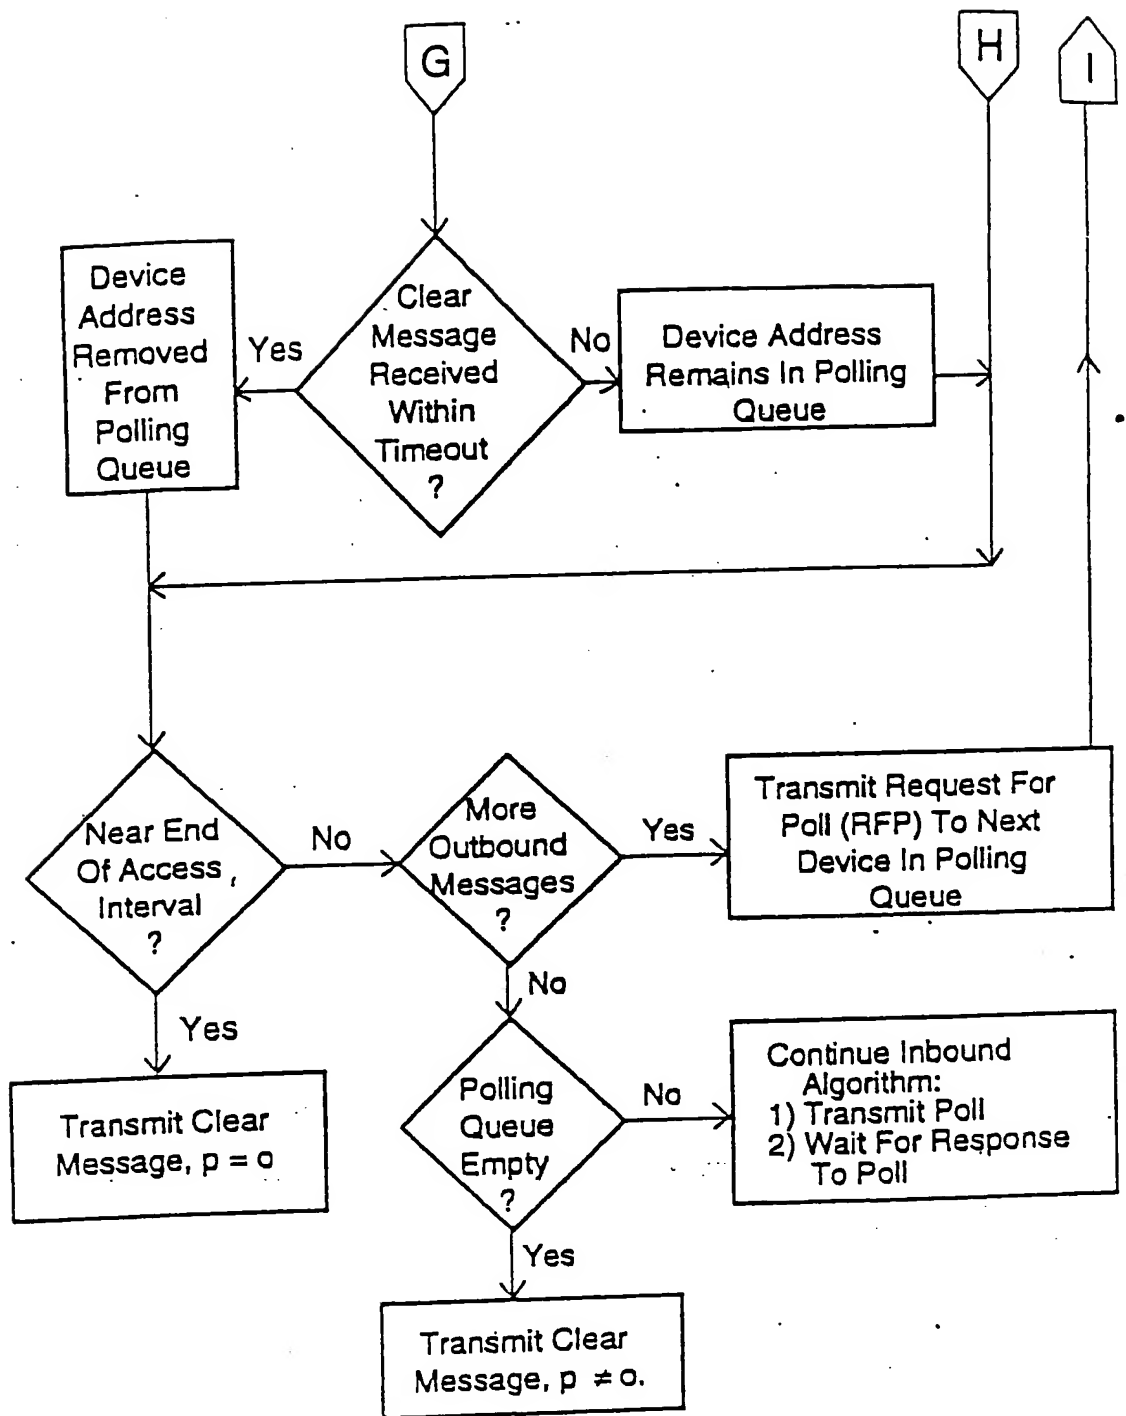 G
H
I
Device
Address
Removed
From
Polling
Queue
Yes
Clear
Message
Received
Within
Timeout
?
No
Device Address
Remains In Polling
Queue
Near End
Of Access
Interval
?
No
More
Outbound
Messages
?
Yes
Transmit Request For
Poll (RFP) To Next
Device In Polling
Queue
Yes
No
Transmit Clear
Message, p = o
Polling
Queue
Empty
?
No
Continue Inbound
Algorithm:
1) Transmit Poll
2) Wait For Response
To Poll
Yes
Transmit Clear
Message, p ≠ o.